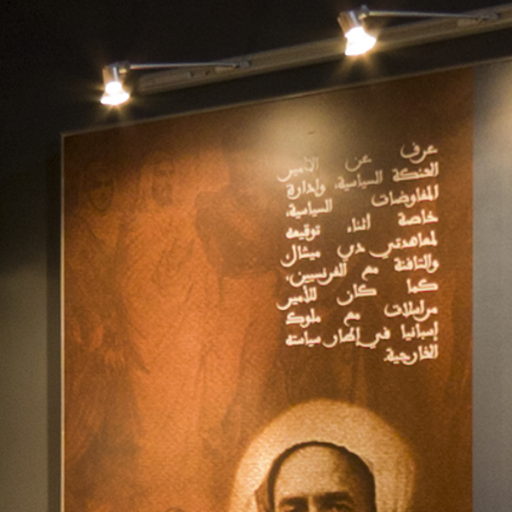 عرف عن الأمير
الحنكة السياسية، وإدارة
المفاوضات السياسية،
خاصة أثناء توقيعه
لمعاهدتي دي ميشال
والتافنة مع الفرنسيين،
كما كان للأمير
مراسلات مع ملوك
إسبانيا في إطار سياسته
الخارجية.